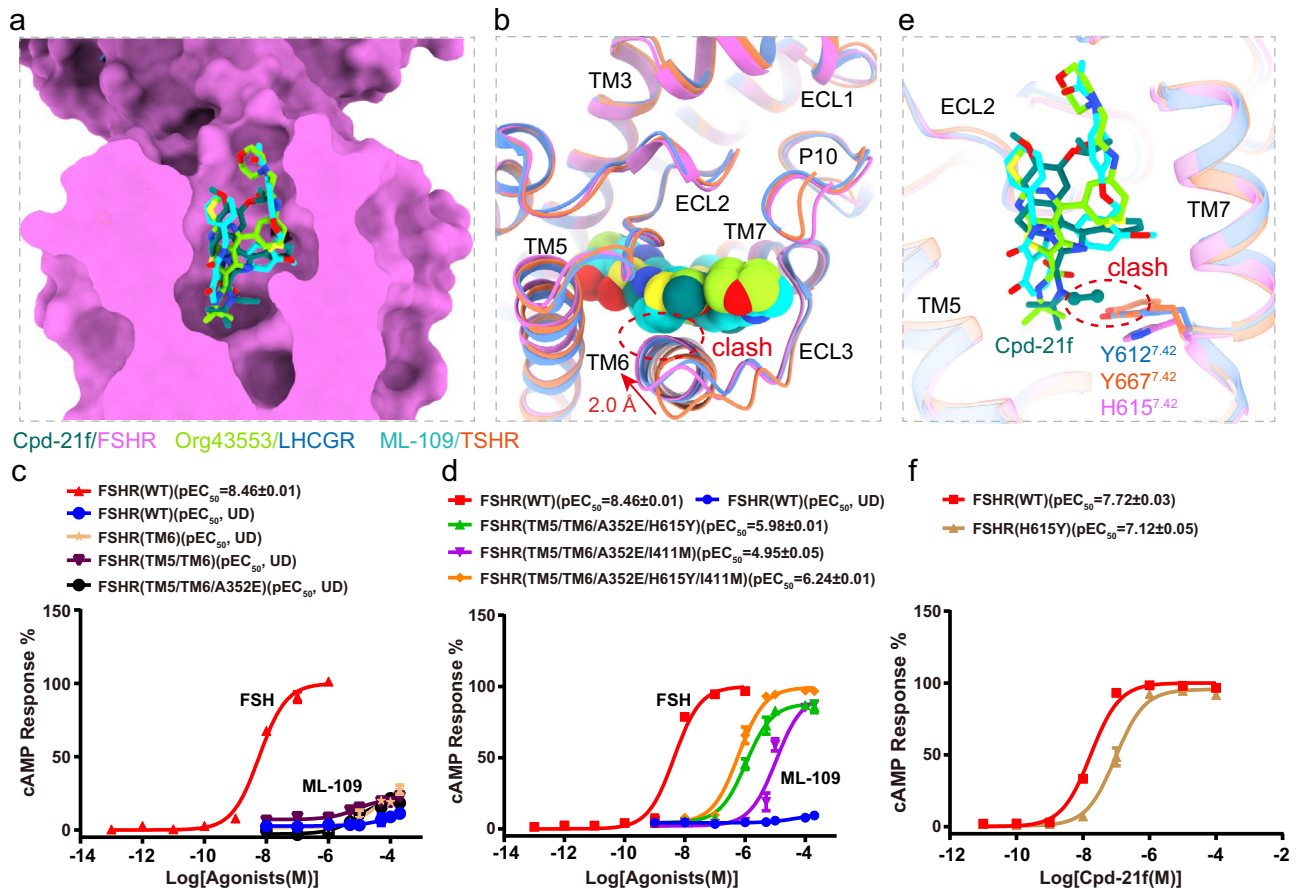 a
b
e
TM3
ECL1
P10
ECL2
TM7
TM5
clash
TM6
2.0 Å
ECL3
ECL2
TM7
clash
TM5
Cpd-21f
Y612^7.42
Y667^7.42
H615^7.42
Cpd-21f/FSHR Org43553/LHCGR ML-109/TSHR
c
FSHR(WT)(pEC50=8.46±0.01)
FSHR(WT)(pEC50, UD)
FSHR(TM6)(pEC50, UD)
FSHR(TM5/TM6)(pEC50, UD)
FSHR(TM5/TM6/A352E)(pEC50, UD)
cAMP Response %
150
100
50
0
FSH
ML-109
-14 -12 -10 -8 -6 -4
Log[Agonists(M)]
d
FSHR(WT)(pEC50=8.46±0.01) FSHR(WT)(pEC50, UD)
FSHR(TM5/TM6/A352E/H615Y)(pEC50=5.98±0.01)
FSHR(TM5/TM6/A352E/I411M)(pEC50=4.95±0.05)
FSHR(TM5/TM6/A352E/H615Y/I411M)(pEC50=6.24±0.01)
cAMP Response %
150
100
50
0
FSH
ML-109
-14 -12 -10 -8 -6 -4
Log[Agonists(M)]
f
FSHR(WT)(pEC50=7.72±0.03)
FSHR(H615Y)(pEC50=7.12±0.05)
cAMP Response %
150
100
50
0
-12 -10 -8 -6 -4 -2
Log[Cpd-21f(M)]